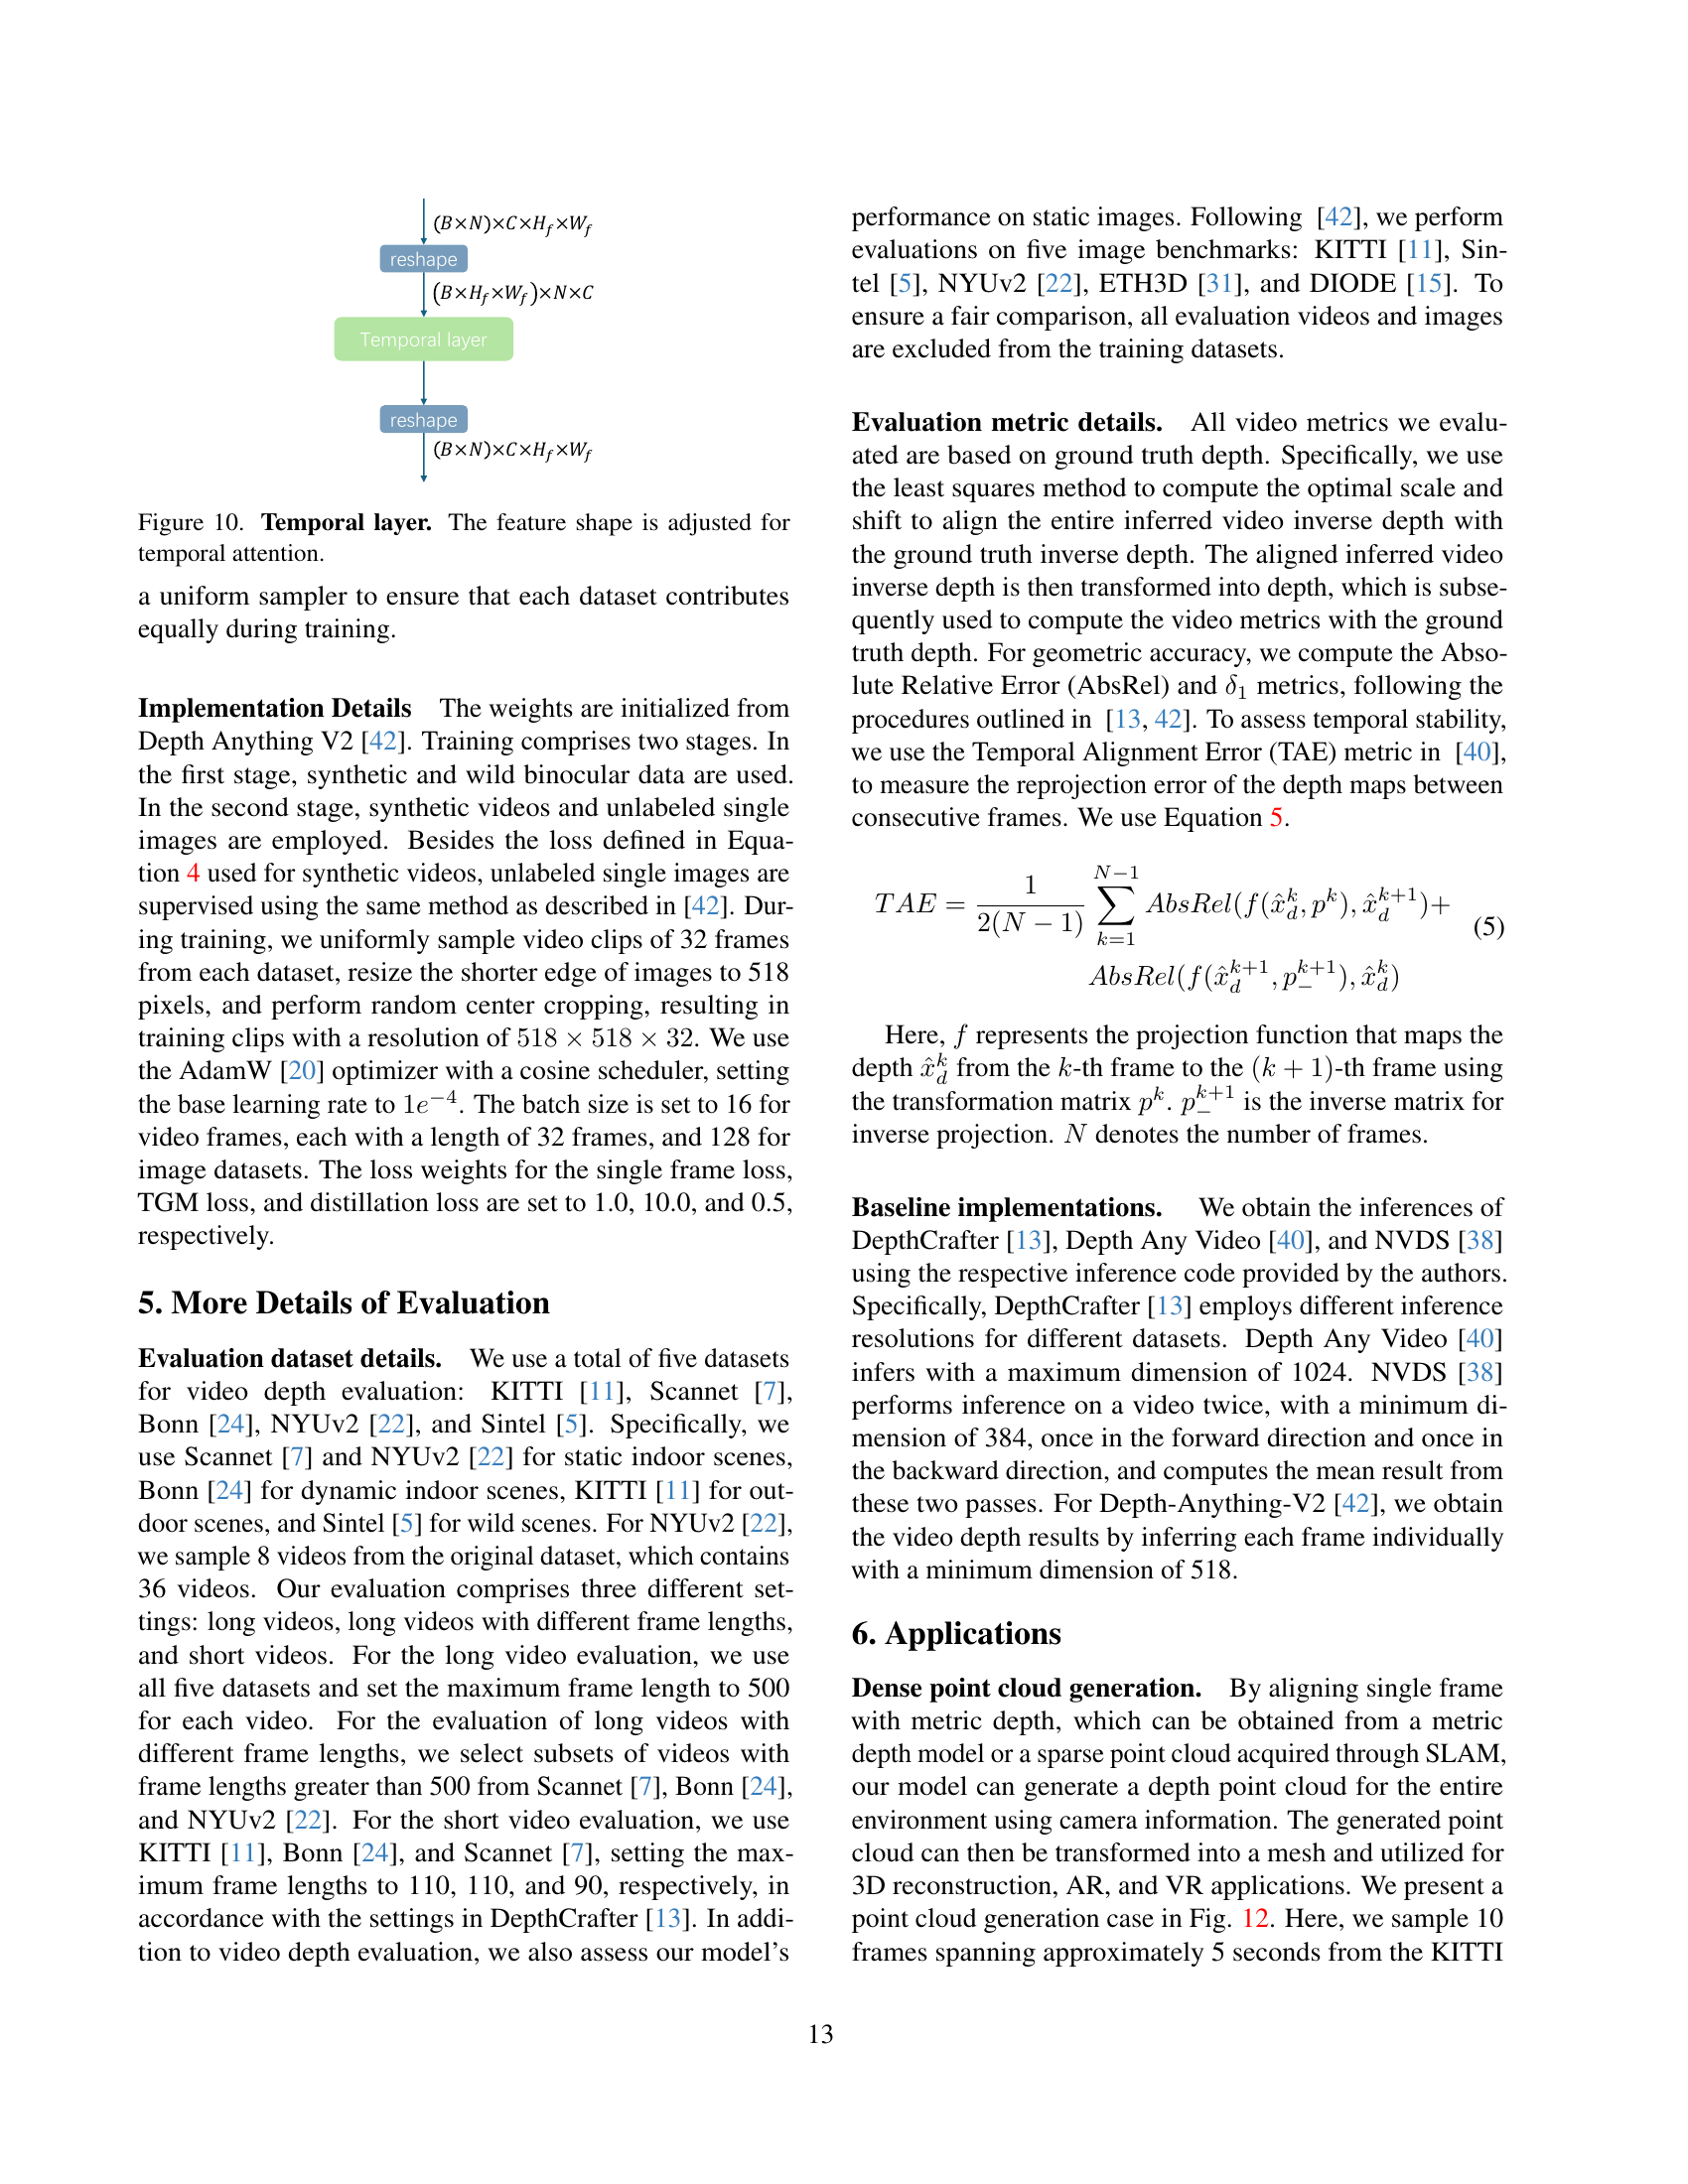 (B×N)×C×H_f×W_f
reshape
(B×H_f×W_f)×N×C
Temporal layer
reshape
(B×N)×C×H_f×W_f
Figure 10. Temporal layer. The feature shape is adjusted for
temporal attention.
a uniform sampler to ensure that each dataset contributes
equally during training.
Implementation Details The weights are initialized from
Depth Anything V2 [42]. Training comprises two stages. In
the first stage, synthetic and wild binocular data are used.
In the second stage, synthetic videos and unlabeled single
images are employed. Besides the loss defined in Equa-
tion 4 used for synthetic videos, unlabeled single images are
supervised using the same method as described in [42]. Dur-
ing training, we uniformly sample video clips of 32 frames
from each dataset, resize the shorter edge of images to 518
pixels, and perform random center cropping, resulting in
training clips with a resolution of 518 × 518 × 32. We use
the AdamW [20] optimizer with a cosine scheduler, setting
the base learning rate to 1e^{−4}. The batch size is set to 16 for
video frames, each with a length of 32 frames, and 128 for
image datasets. The loss weights for the single frame loss,
TGM loss, and distillation loss are set to 1.0, 10.0, and 0.5,
respectively.
5. More Details of Evaluation
Evaluation dataset details. We use a total of five datasets
for video depth evaluation: KITTI [11], Scannet [7],
Bonn [24], NYUv2 [22], and Sintel [5]. Specifically, we
use Scannet [7] and NYUv2 [22] for static indoor scenes,
Bonn [24] for dynamic indoor scenes, KITTI [11] for out-
door scenes, and Sintel [5] for wild scenes. For NYUv2 [22],
we sample 8 videos from the original dataset, which contains
36 videos. Our evaluation comprises three different set-
tings: long videos, long videos with different frame lengths,
and short videos. For the long video evaluation, we use
all five datasets and set the maximum frame length to 500
for each video. For the evaluation of long videos with
different frame lengths, we select subsets of videos with
frame lengths greater than 500 from Scannet [7], Bonn [24],
and NYUv2 [22]. For the short video evaluation, we use
KITTI [11], Bonn [24], and Scannet [7], setting the max-
imum frame lengths to 110, 110, and 90, respectively, in
accordance with the settings in DepthCrafter [13]. In addi-
tion to video depth evaluation, we also assess our model's
performance on static images. Following [42], we perform
evaluations on five image benchmarks: KITTI [11], Sin-
tel [5], NYUv2 [22], ETH3D [31], and DIODE [15]. To
ensure a fair comparison, all evaluation videos and images
are excluded from the training datasets.
Evaluation metric details. All video metrics we evalu-
ated are based on ground truth depth. Specifically, we use
the least squares method to compute the optimal scale and
shift to align the entire inferred video inverse depth with
the ground truth inverse depth. The aligned inferred video
inverse depth is then transformed into depth, which is subse-
quently used to compute the video metrics with the ground
truth depth. For geometric accuracy, we compute the Abso-
lute Relative Error (AbsRel) and δ_1 metrics, following the
procedures outlined in [13, 42]. To assess temporal stability,
we use the Temporal Alignment Error (TAE) metric in [40],
to measure the reprojection error of the depth maps between
consecutive frames. We use Equation 5.
TAE = \frac{1}{2(N − 1)} \sum_{k=1}^{N−1} AbsRel(f(\hat{x}_d^k, p^k), \hat{x}_d^{k+1})+
AbsRel(f(\hat{x}_d^{k+1}, p_−^{k+1}), \hat{x}_d^k) (5)
Here, f represents the projection function that maps the
depth \hat{x}_d^k from the k-th frame to the (k + 1)-th frame using
the transformation matrix p^k. p_−^{k+1} is the inverse matrix for
inverse projection. N denotes the number of frames.
Baseline implementations. We obtain the inferences of
DepthCrafter [13], Depth Any Video [40], and NVDS [38]
using the respective inference code provided by the authors.
Specifically, DepthCrafter [13] employs different inference
resolutions for different datasets. Depth Any Video [40]
infers with a maximum dimension of 1024. NVDS [38]
performs inference on a video twice, with a minimum di-
mension of 384, once in the forward direction and once in
the backward direction, and computes the mean result from
these two passes. For Depth-Anything-V2 [42], we obtain
the video depth results by inferring each frame individually
with a minimum dimension of 518.
6. Applications
Dense point cloud generation. By aligning single frame
with metric depth, which can be obtained from a metric
depth model or a sparse point cloud acquired through SLAM,
our model can generate a depth point cloud for the entire
environment using camera information. The generated point
cloud can then be transformed into a mesh and utilized for
3D reconstruction, AR, and VR applications. We present a
point cloud generation case in Fig. 12. Here, we sample 10
frames spanning approximately 5 seconds from the KITTI
13